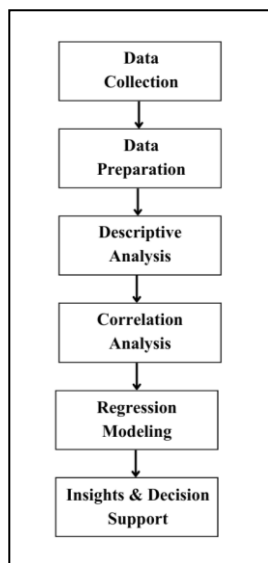 Data
Collection
Data
Preparation
Descriptive
Analysis
Correlation
Analysis
Regression
Modeling
Insights & Decision
Support